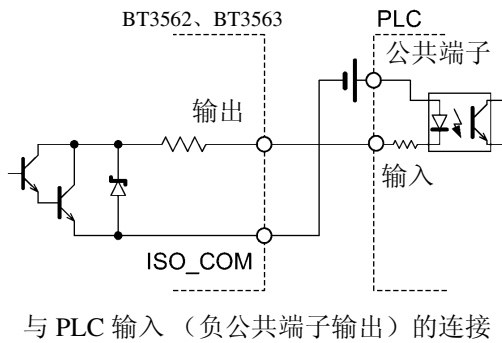 BT3562、BT3563
PLC
公共端子
输出
输入
ISO_COM
与 PLC 输入 （负公共端子输出）的连接